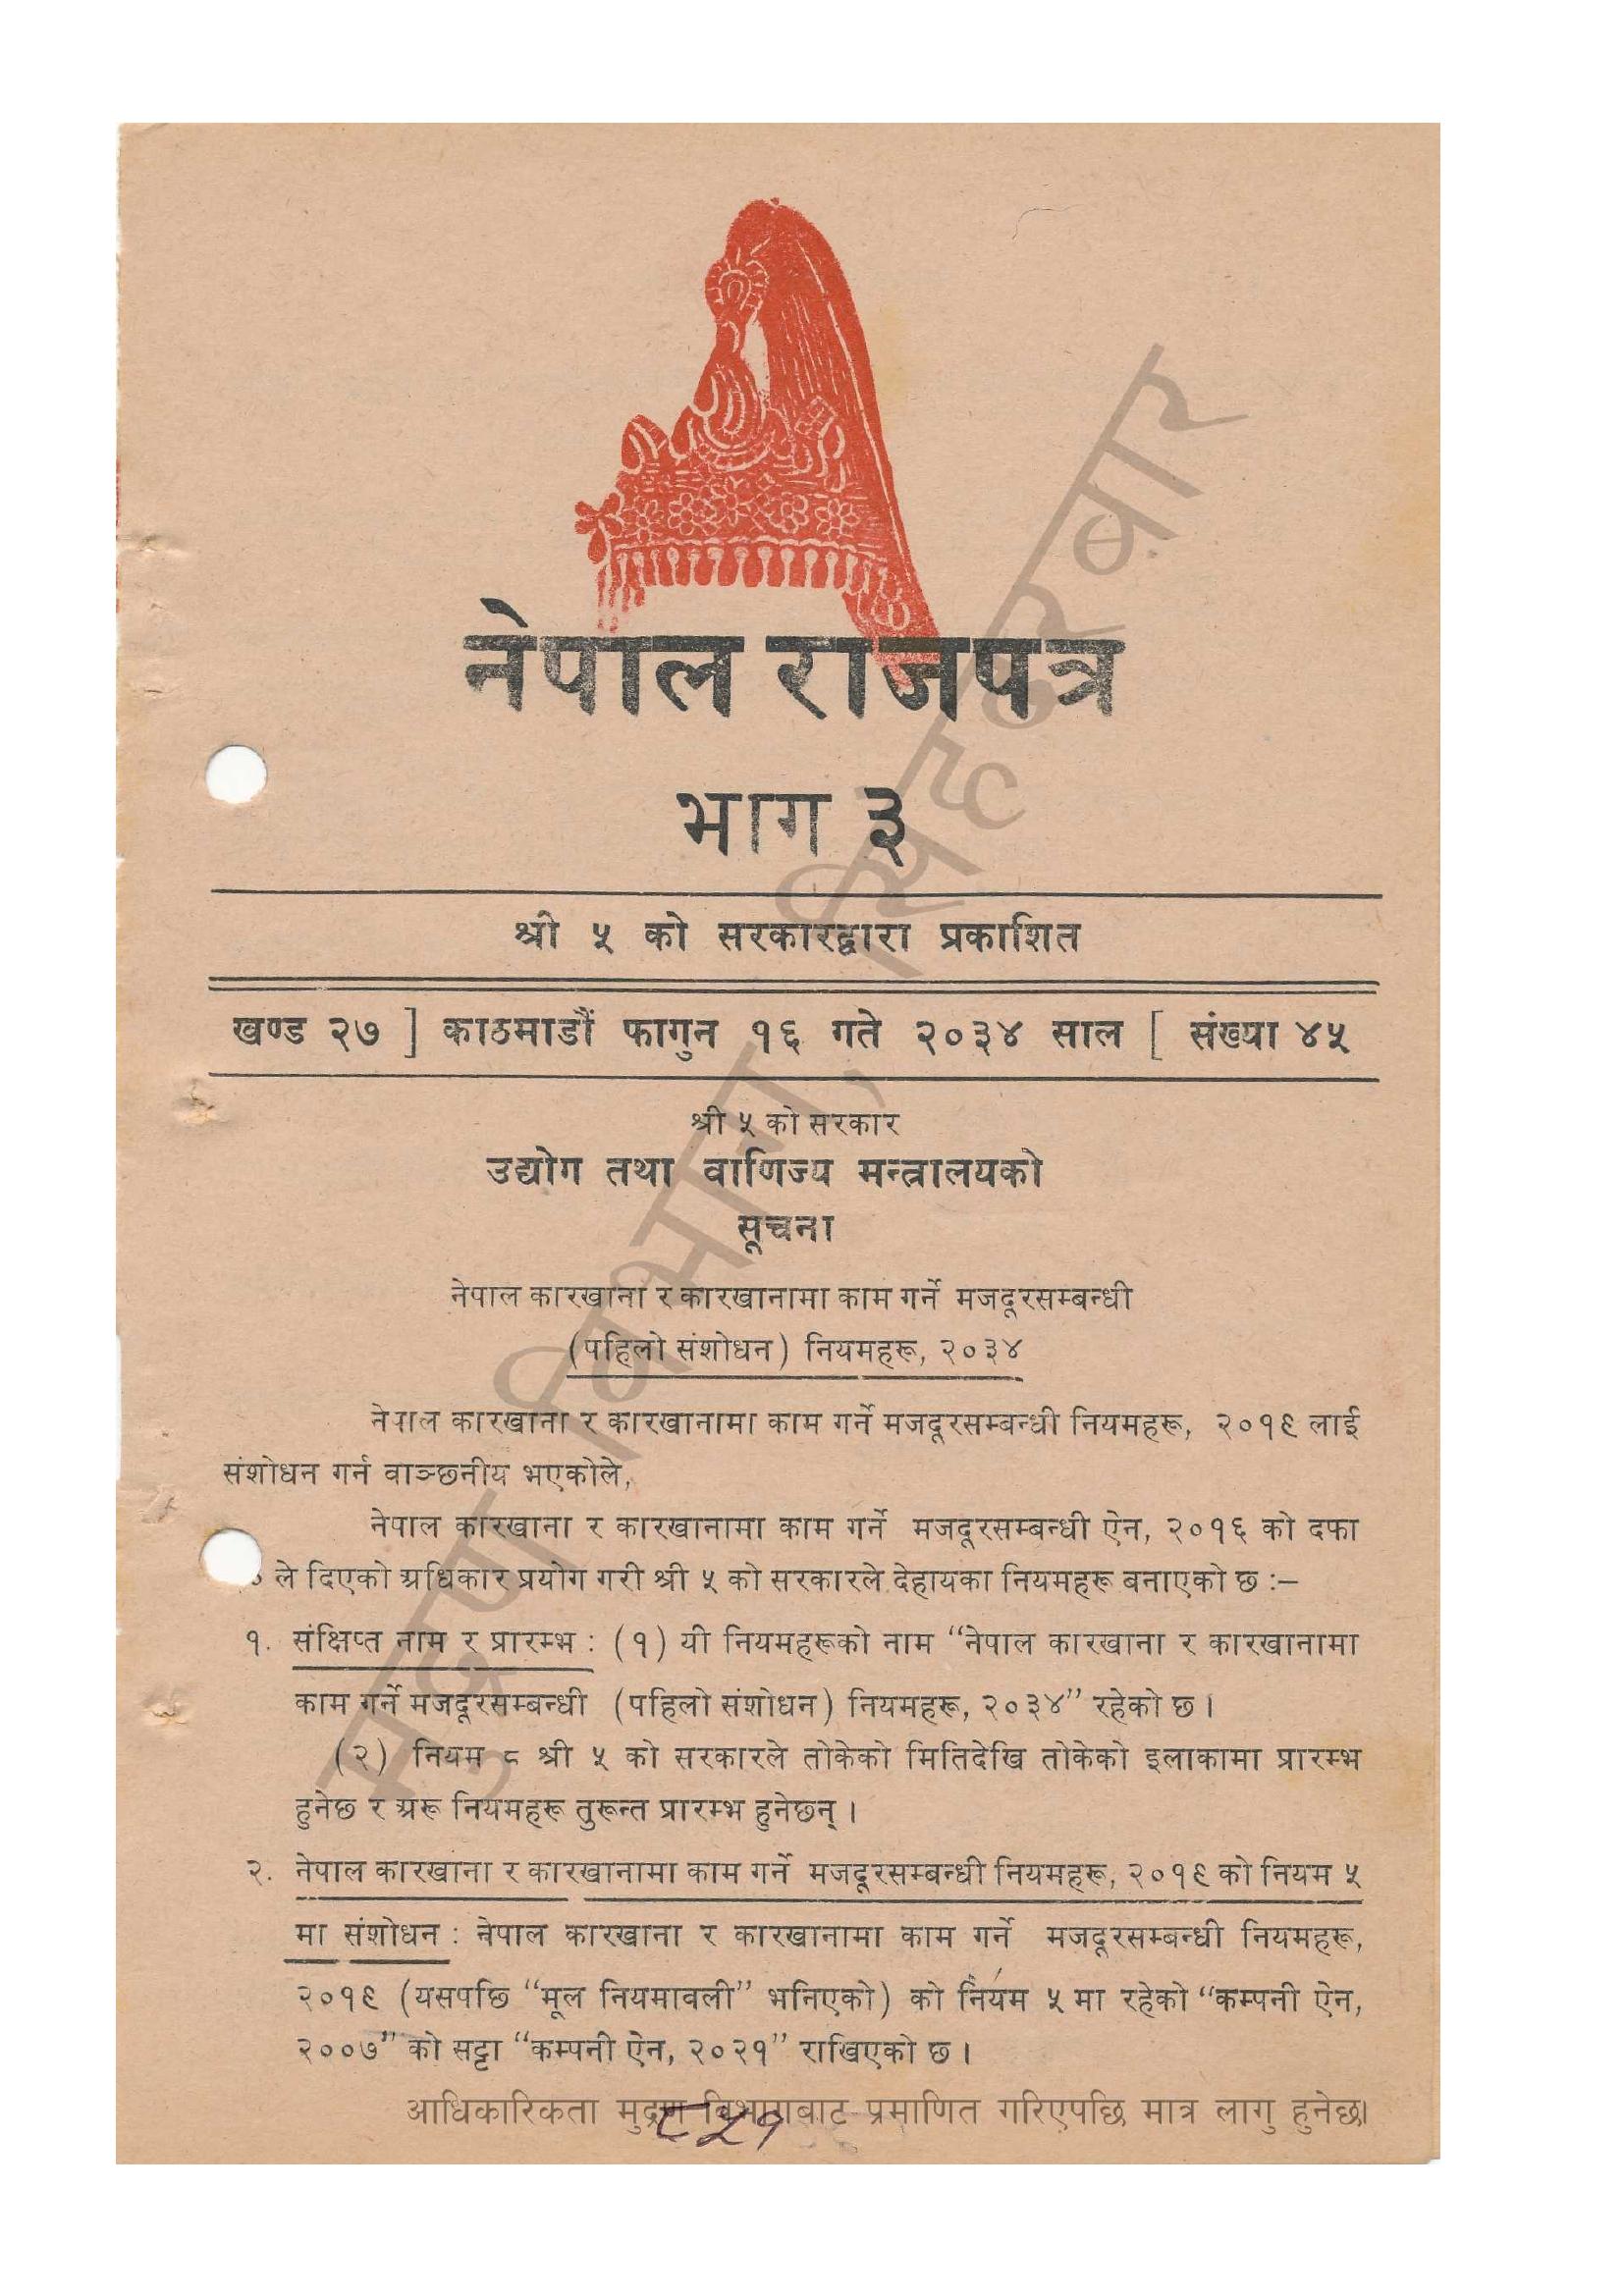 नेपाल राजपत्र
भाग ३
श्री ५ को सरकारद्वारा प्रकाशित
खण्ड २७ ] काठमाडौं फागुन १६ गते २०३४ साल [ संख्या ४५
श्री ५ को सरकार
उद्योग तथा वाणिज्य मन्त्रालयको
सूचना
नेपाल कारखाना र कारखानामा काम गर्ने मजदूरसम्बन्धी
(पहिलो संशोधन) नियमहरू, २०३४
नेपाल कारखाना र कारखानामा काम गर्ने मजदूरसम्बन्धी नियमहरू, २०१९ लाई
संशोधन गर्न वाञ्छनीय भएकोले,
नेपाल कारखाना र कारखानामा काम गर्ने मजदूरसम्बन्धी ऐन, २०१६ को दफा
ले दिएको अधिकार प्रयोग गरी श्री ५ को सरकारले देहायका नियमहरू बनाएको छ :–
१. संक्षिप्त नाम र प्रारम्भ : (१) यी नियमहरूको नाम “नेपाल कारखाना र कारखानामा
काम गर्ने मजदूरसम्बन्धी (पहिलो संशोधन) नियमहरू, २०३४” रहेको छ ।
(२) नियम ८ श्री ५ को सरकारले तोकेको मितिदेखि तोकेको इलाकामा प्रारम्भ
हुनेछ र अरू नियमहरू तुरून्त प्रारम्भ हुनेछन् ।
२. नेपाल कारखाना र कारखानामा काम गर्ने मजदूरसम्बन्धी नियमहरू, २०१९ को नियम ५
मा संशोधन : नेपाल कारखाना र कारखानामा काम गर्ने मजदूरसम्बन्धी नियमहरू,
२०१९ (यसपछि “मूल नियमावली” भनिएको) को नियम ५ मा रहेको “कम्पनी ऐन,
२००७” को सट्टा “कम्पनी ऐन, २०२१” राखिएको छ ।
आधिकारिकता मुद्रण विभागबाट प्रमाणित गरिएपछि मात्र लागु हुनेछ।
८५१
मुद्रण विभाग, सिंहदरबार